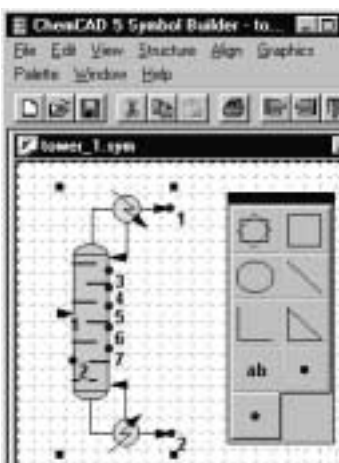 ChemCAD 5 Symbol Builder - to...
File Edit View Structure Align Graphics
Palette Window Help
tower_1.sym
1
3
4
1 5
6
2 7
ab
2